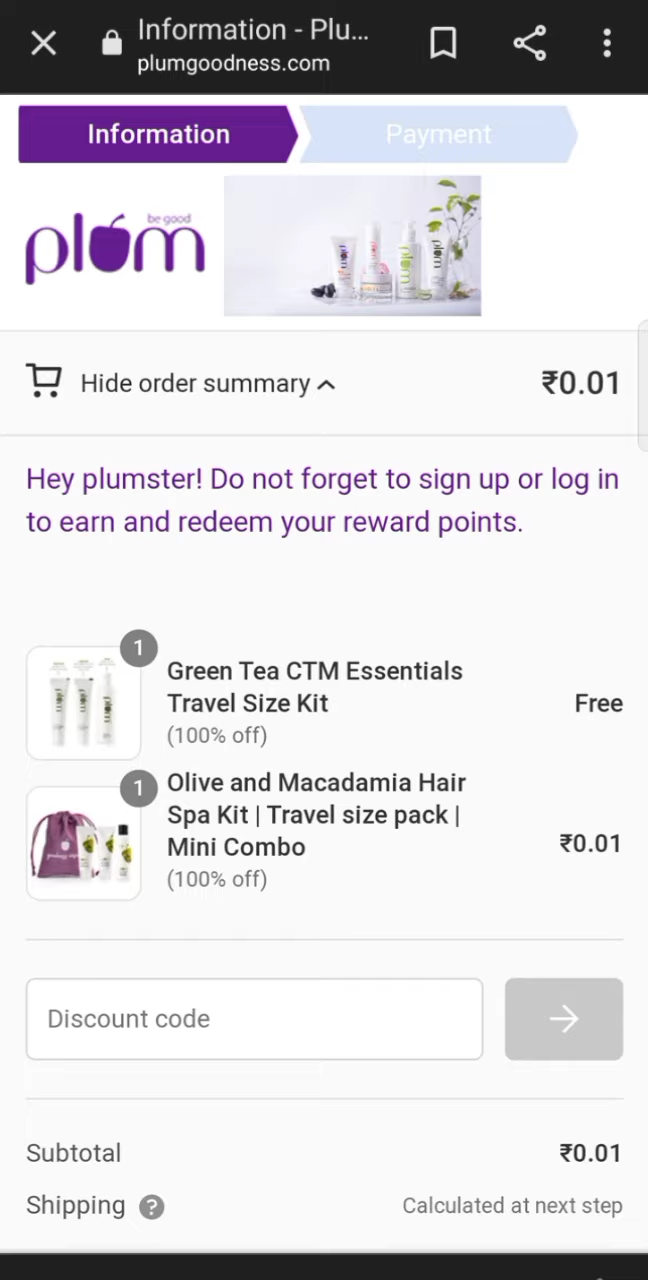 Information - Plu...
plumgoodness.com
Information
Payment
be good
plum
Hide order summary
₹0.01
Hey plumster! Do not forget to sign up or log in
to earn and redeem your reward points.
1
Green Tea CTM Essentials
Travel Size Kit
Free
(100% off)
1
Olive and Macadamia Hair
Spa Kit | Travel size pack |
Mini Combo
₹0.01
(100% off)
Discount code
Subtotal
₹0.01
Shipping ?
Calculated at next step